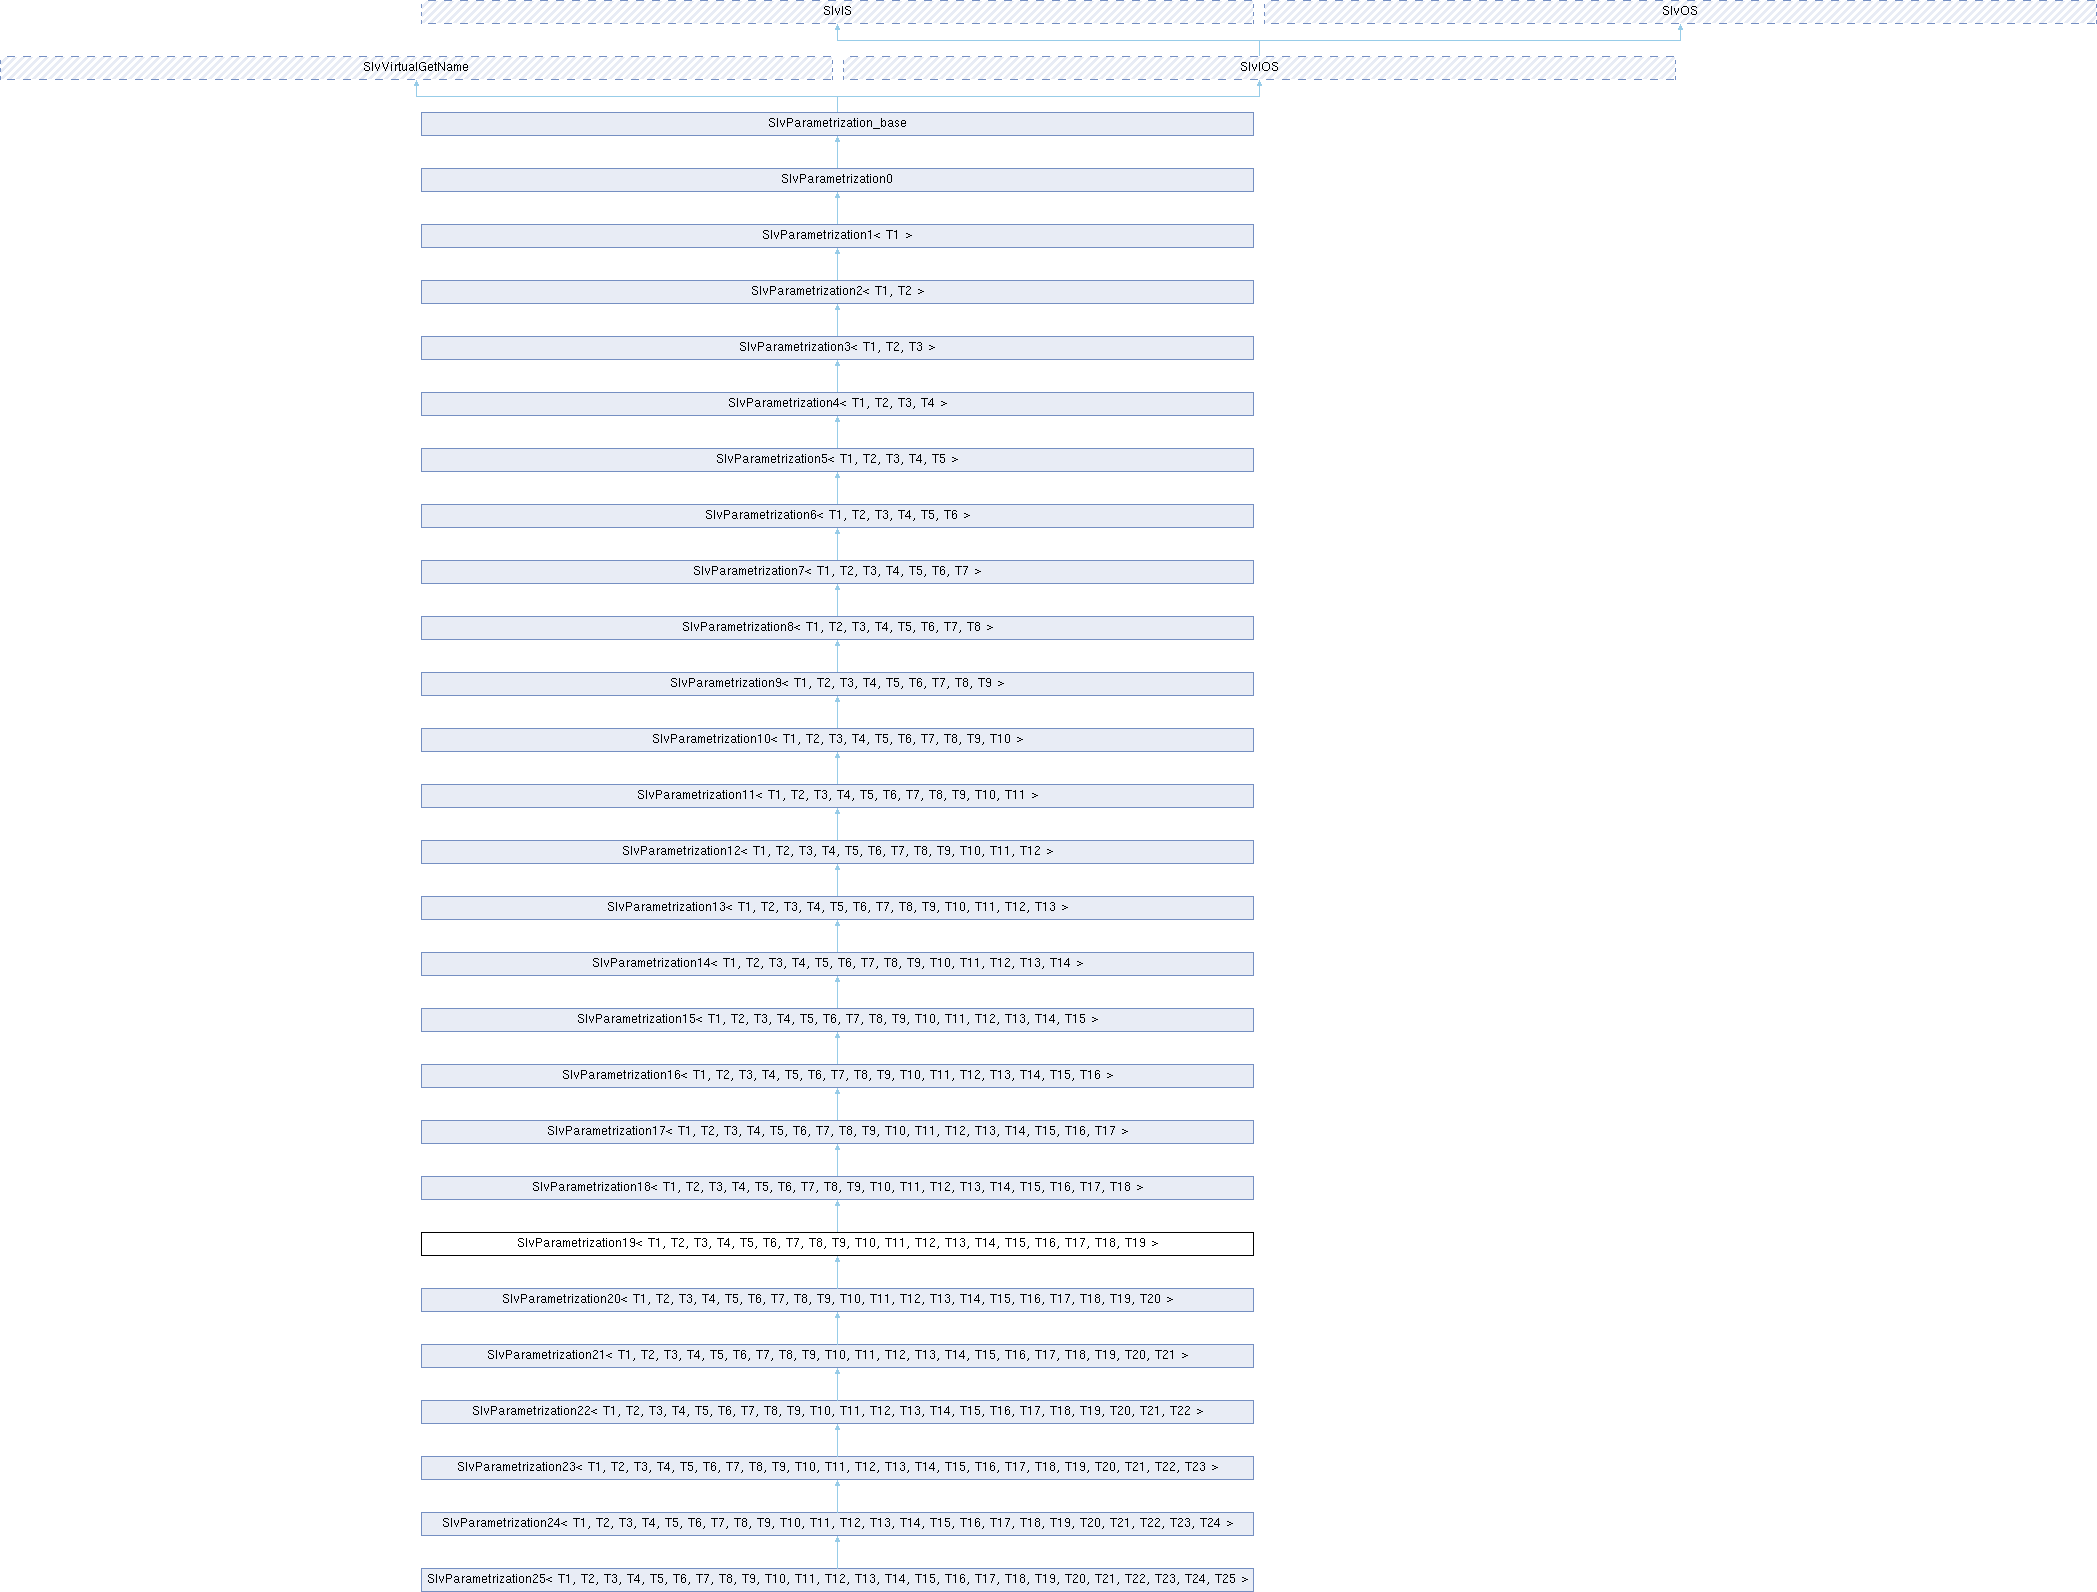 SlvIS
SlvOS
SlvVirtualGetName
SlvIOS
SlvParametrization_base
SlvParametrization0
SlvParametrization1< T1 >
SlvParametrization2< T1, T2 >
SlvParametrization3< T1, T2, T3 >
SlvParametrization4< T1, T2, T3, T4 >
SlvParametrization5< T1, T2, T3, T4, T5 >
SlvParametrization6< T1, T2, T3, T4, T5, T6 >
SlvParametrization7< T1, T2, T3, T4, T5, T6, T7 >
SlvParametrization8< T1, T2, T3, T4, T5, T6, T7, T8 >
SlvParametrization9< T1, T2, T3, T4, T5, T6, T7, T8, T9 >
SlvParametrization10< T1, T2, T3, T4, T5, T6, T7, T8, T9, T10 >
SlvParametrization11< T1, T2, T3, T4, T5, T6, T7, T8, T9, T10, T11 >
SlvParametrization12< T1, T2, T3, T4, T5, T6, T7, T8, T9, T10, T11, T12 >
SlvParametrization13< T1, T2, T3, T4, T5, T6, T7, T8, T9, T10, T11, T12, T13 >
SlvParametrization14< T1, T2, T3, T4, T5, T6, T7, T8, T9, T10, T11, T12, T13, T14 >
SlvParametrization15< T1, T2, T3, T4, T5, T6, T7, T8, T9, T10, T11, T12, T13, T14, T15 >
SlvParametrization16< T1, T2, T3, T4, T5, T6, T7, T8, T9, T10, T11, T12, T13, T14, T15, T16 >
SlvParametrization17< T1, T2, T3, T4, T5, T6, T7, T8, T9, T10, T11, T12, T13, T14, T15, T16, T17 >
SlvParametrization18< T1, T2, T3, T4, T5, T6, T7, T8, T9, T10, T11, T12, T13, T14, T15, T16, T17, T18 >
SlvParametrization19< T1, T2, T3, T4, T5, T6, T7, T8, T9, T10, T11, T12, T13, T14, T15, T16, T17, T18, T19 >
SlvParametrization20< T1, T2, T3, T4, T5, T6, T7, T8, T9, T10, T11, T12, T13, T14, T15, T16, T17, T18, T19, T20 >
SlvParametrization21< T1, T2, T3, T4, T5, T6, T7, T8, T9, T10, T11, T12, T13, T14, T15, T16, T17, T18, T19, T20, T21 >
SlvParametrization22< T1, T2, T3, T4, T5, T6, T7, T8, T9, T10, T11, T12, T13, T14, T15, T16, T17, T18, T19, T20, T21, T22 >
SlvParametrization23< T1, T2, T3, T4, T5, T6, T7, T8, T9, T10, T11, T12, T13, T14, T15, T16, T17, T18, T19, T20, T21, T22, T23 >
SlvParametrization24< T1, T2, T3, T4, T5, T6, T7, T8, T9, T10, T11, T12, T13, T14, T15, T16, T17, T18, T19, T20, T21, T22, T23, T24 >
SlvParametrization25< T1, T2, T3, T4, T5, T6, T7, T8, T9, T10, T11, T12, T13, T14, T15, T16, T17, T18, T19, T20, T21, T22, T23, T24, T25 >